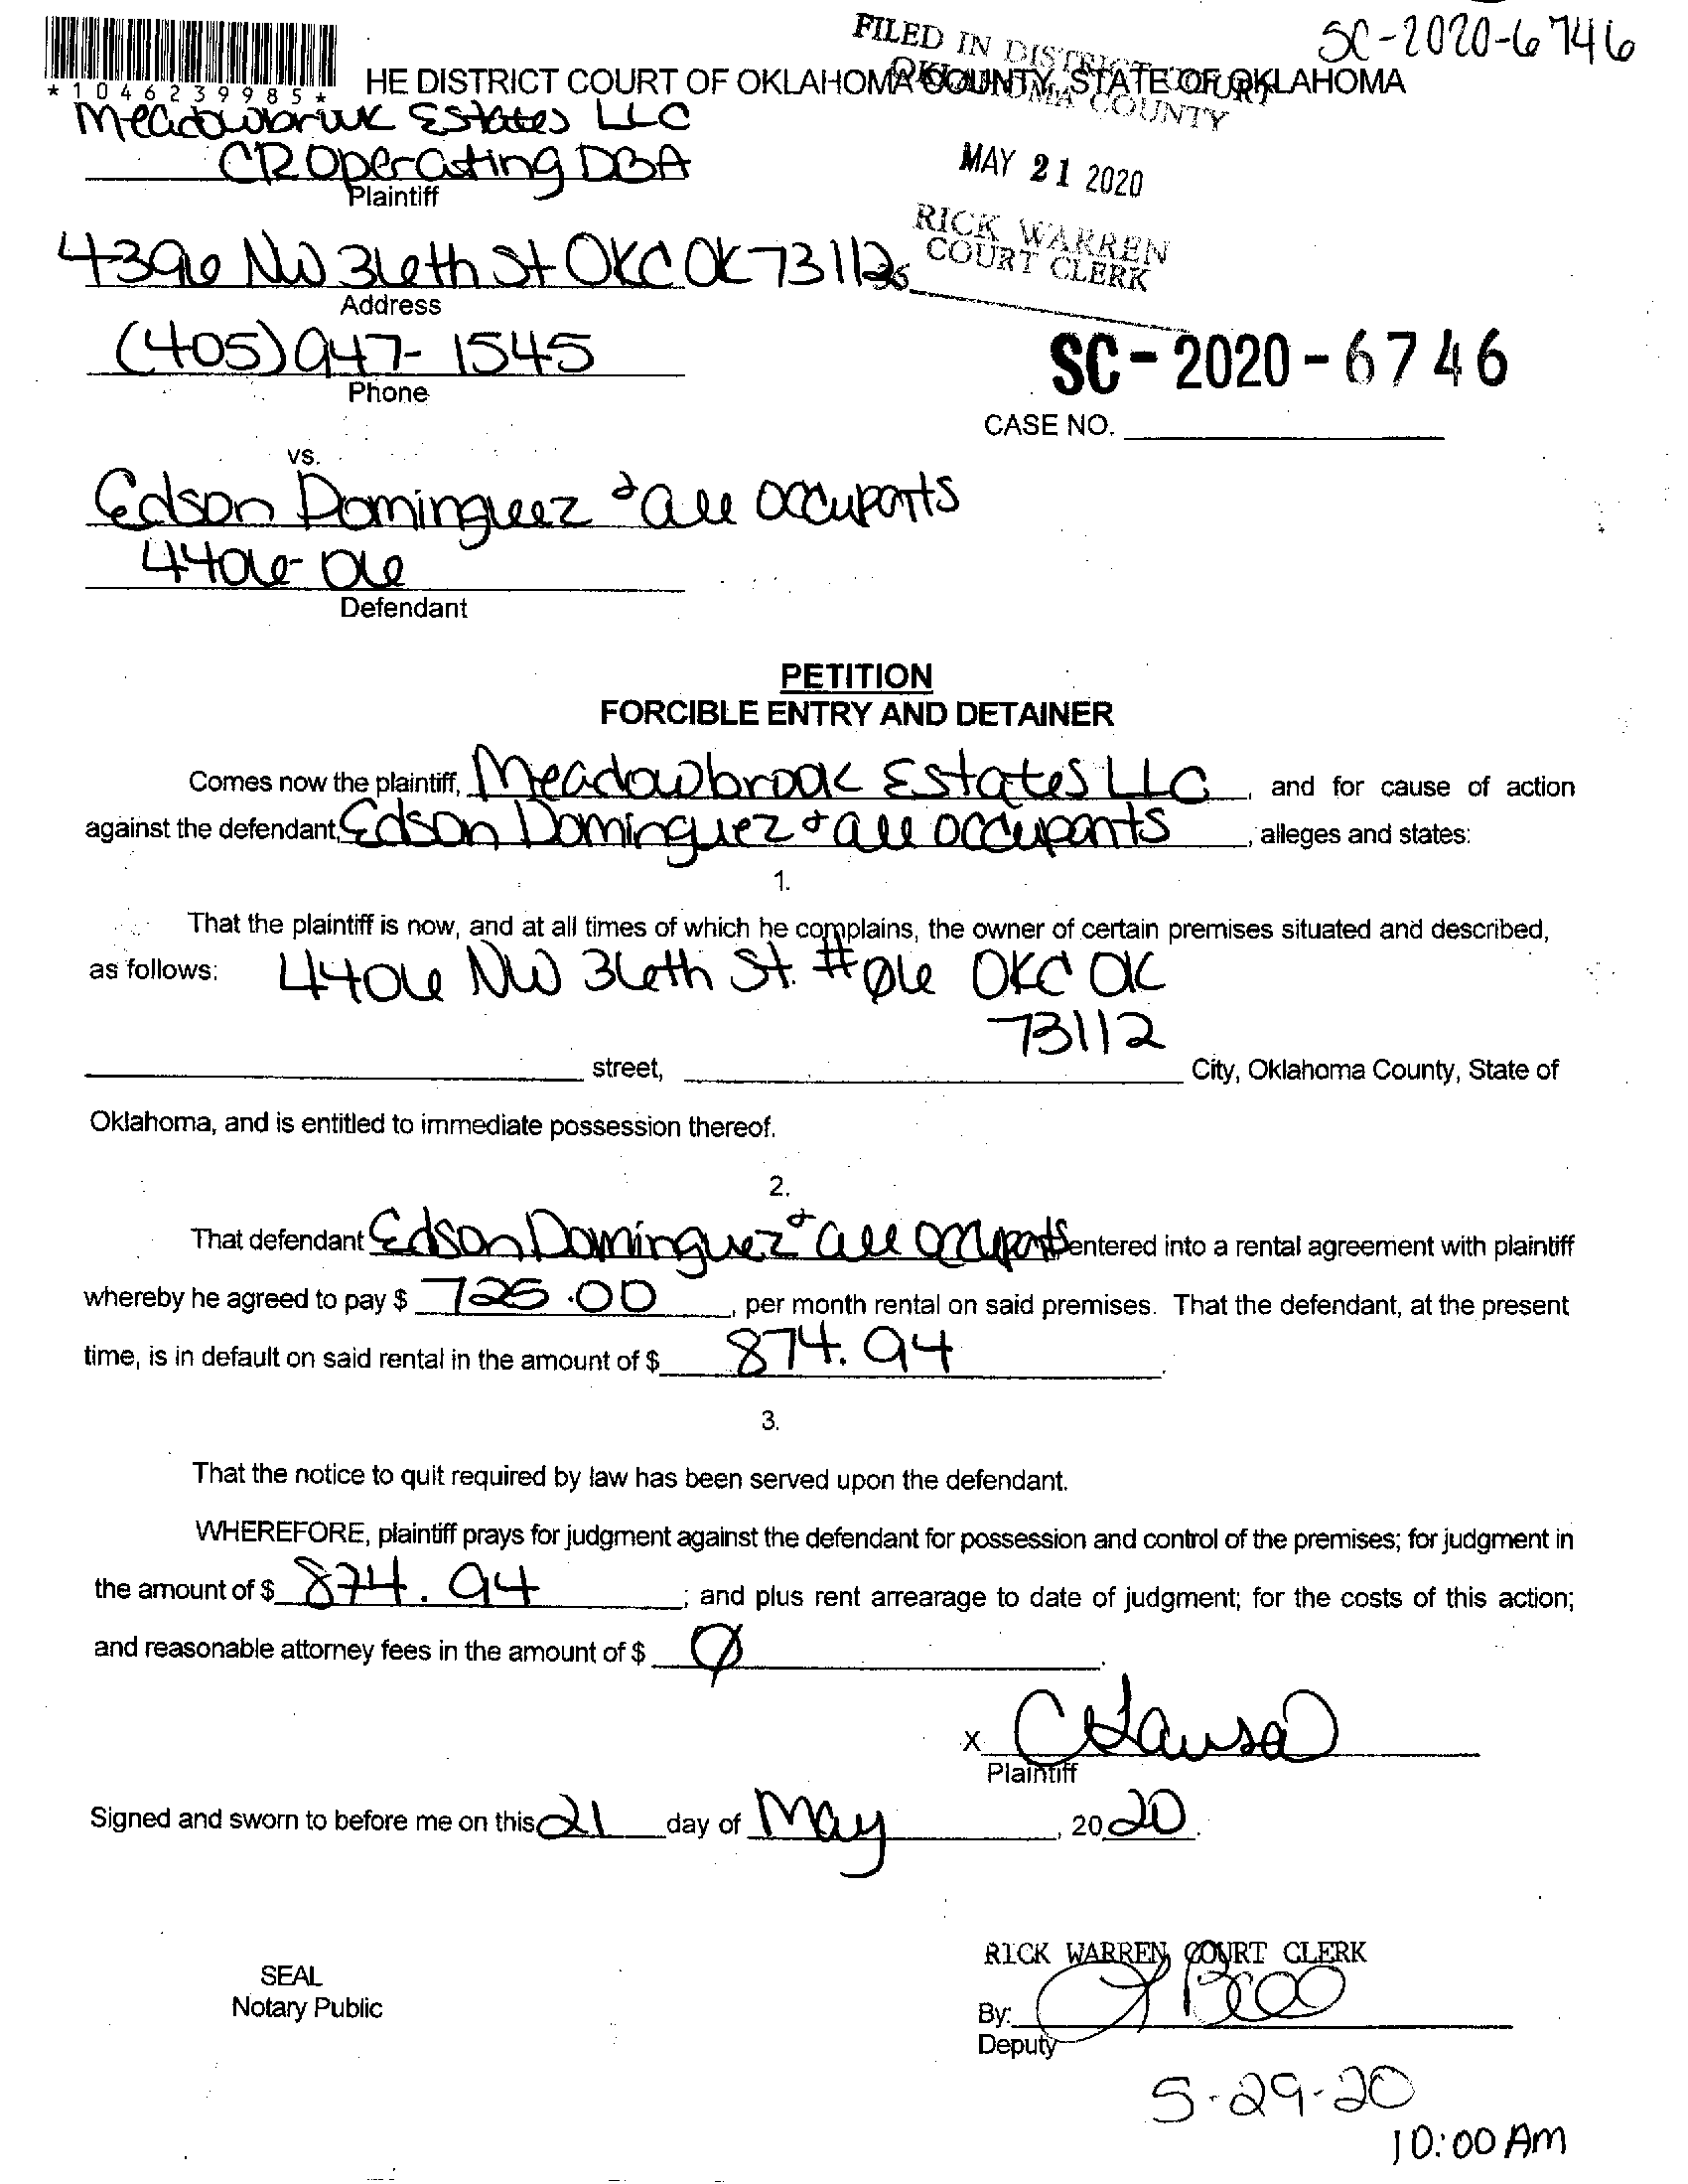 SC-2020-6746
FILED IN DISTRICT COURT
OKLAHOMA COUNTY
*1046239985*
HE DISTRICT COURT OF OKLAHOMA COUNTY, STATE OF OKLAHOMA
Meadowbrook Estates LLC
CR Operating DBA
Plaintiff
MAY 21 2020
RICK WARREN
COURT CLERK
4396 NW 36th St OKC OK 73112
Address
(405) 947-1545
Phone
SC-2020-6746
CASE NO.
vs.
Edson Dominguez & all occupants
4406-06
Defendant
PETITION
FORCIBLE ENTRY AND DETAINER
Comes now the plaintiff, Meadowbrook Estates LLC, and for cause of action
against the defendant, Edson Dominguez & all occupants, alleges and states:
1.
That the plaintiff is now, and at all times of which he complains, the owner of certain premises situated and described,
as follows: 4406 NW 36th St. #06 OKC OK
73112
street, City, Oklahoma County, State of
Oklahoma, and is entitled to immediate possession thereof.
2.
That defendant Edson Dominguez & all occupants entered into a rental agreement with plaintiff
whereby he agreed to pay $ 725.00, per month rental on said premises. That the defendant, at the present
time, is in default on said rental in the amount of $ 874.94.
3.
That the notice to quit required by law has been served upon the defendant.
WHEREFORE, plaintiff prays for judgment against the defendant for possession and control of the premises; for judgment in
the amount of $ 874.94; and plus rent arrearage to date of judgment; for the costs of this action;
and reasonable attorney fees in the amount of $ Ø.
X
Plaintiff
Signed and sworn to before me on this 21 day of May, 2020.
RICK WARREN, COURT CLERK
SEAL
Notary Public
By:
Deputy
5-29-20
10:00 AM